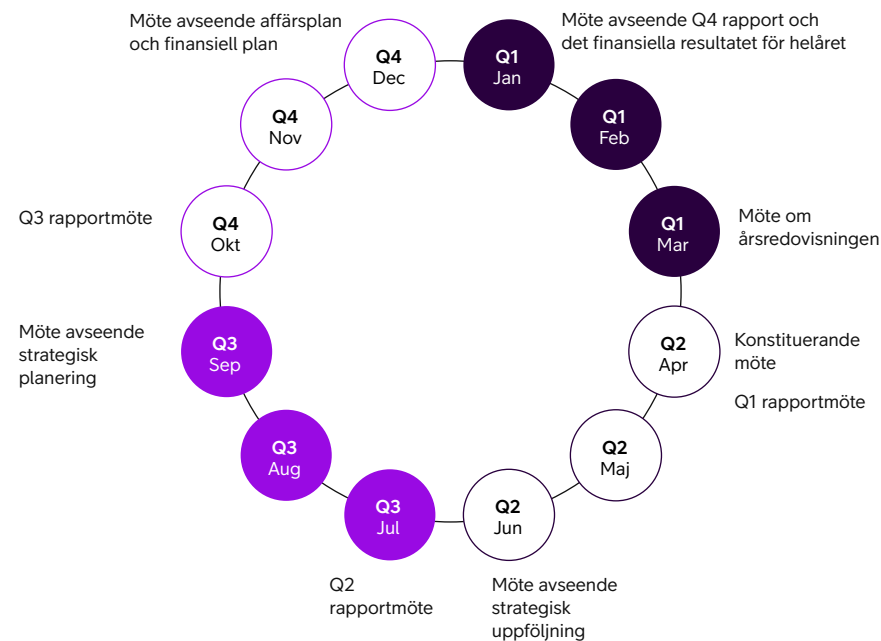 Möte avseende affärsplan
och finansiell plan
Q4
Dec
Q1
Jan
Möte avseende Q4 rapport och
det finansiella resultatet för helåret
Q4
Nov
Q1
Feb
Q3 rapportmöte
Q4
Okt
Q1
Mar
Möte om
årsredovisningen
Möte avseende
strategisk
planering
Q3
Sep
Q2
Apr
Konstituerande
möte
Q1 rapportmöte
Q3
Aug
Q2
Maj
Q3
Jul
Q2
Jun
Q2
rapportmöte
Möte avseende
strategisk
uppföljning